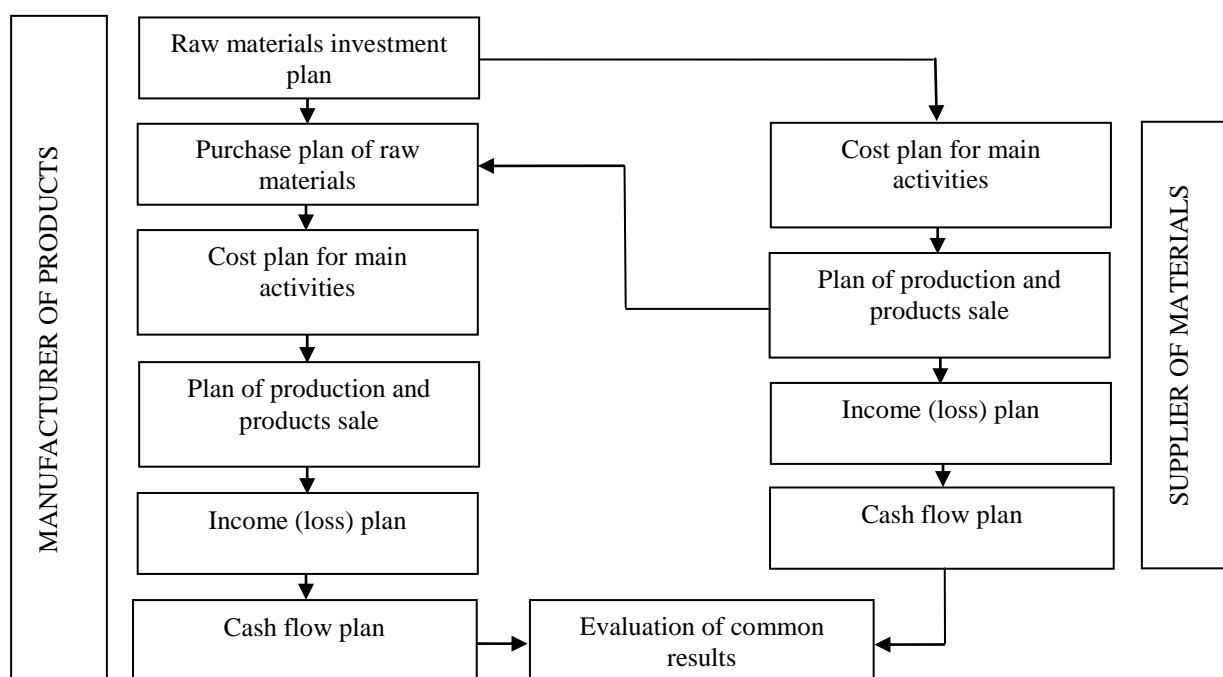 MANUFACTURER OF PRODUCTS
Raw materials investment
plan
Purchase plan of raw
materials
Cost plan for main
activities
Plan of production and
products sale
Income (loss) plan
Cash flow plan
Evaluation of common
results
Cost plan for main
activities
Plan of production and
products sale
Income (loss) plan
Cash flow plan
SUPPLIER OF MATERIALS